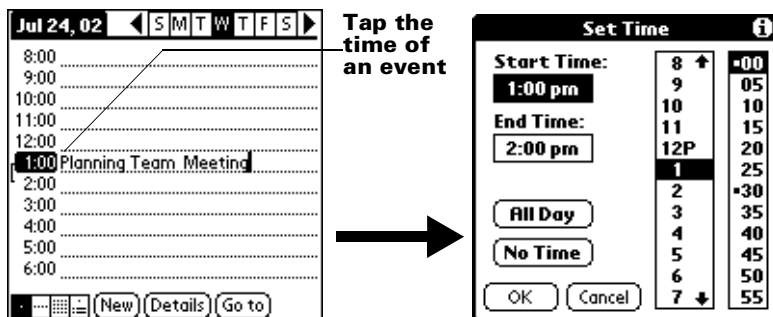 Jul 24, 02 S M T W T F S
8:00
9:00
10:00
11:00
12:00
1:00 Planning Team Meeting
2:00
3:00
4:00
5:00
6:00
New Details Go to
Tap the
time of
an event
Set Time i
Start Time:
1:00 pm
End Time:
2:00 pm
All Day
No Time
OK Cancel
8 00
9 05
10 10
11 15
12P 20
1 25
2 30
3 35
4 40
5 45
6 50
7 55